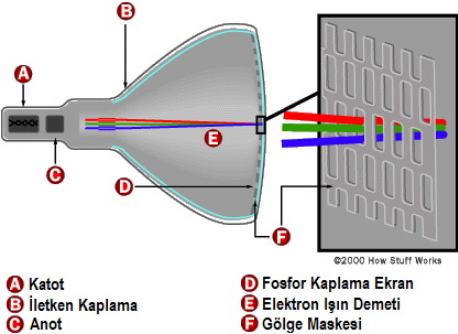 B
A
E
C
D
F
©2000 How Stuff Works
A Katot
B İletken Kaplama
C Anot
D Fosfor Kaplama Ekran
E Elektron Işın Demeti
F Gölge Maskesi